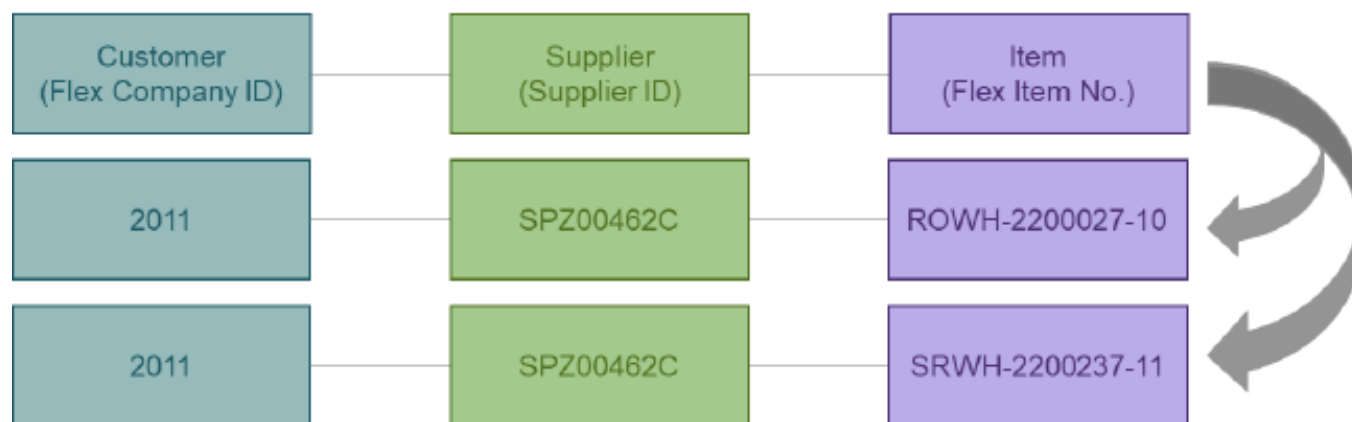 Customer
(Flex Company ID)
Supplier
(Supplier ID)
Item
(Flex Item No.)
2011
SPZ00462C
ROWH-2200027-10
2011
SPZ00462C
SRWH-2200237-11